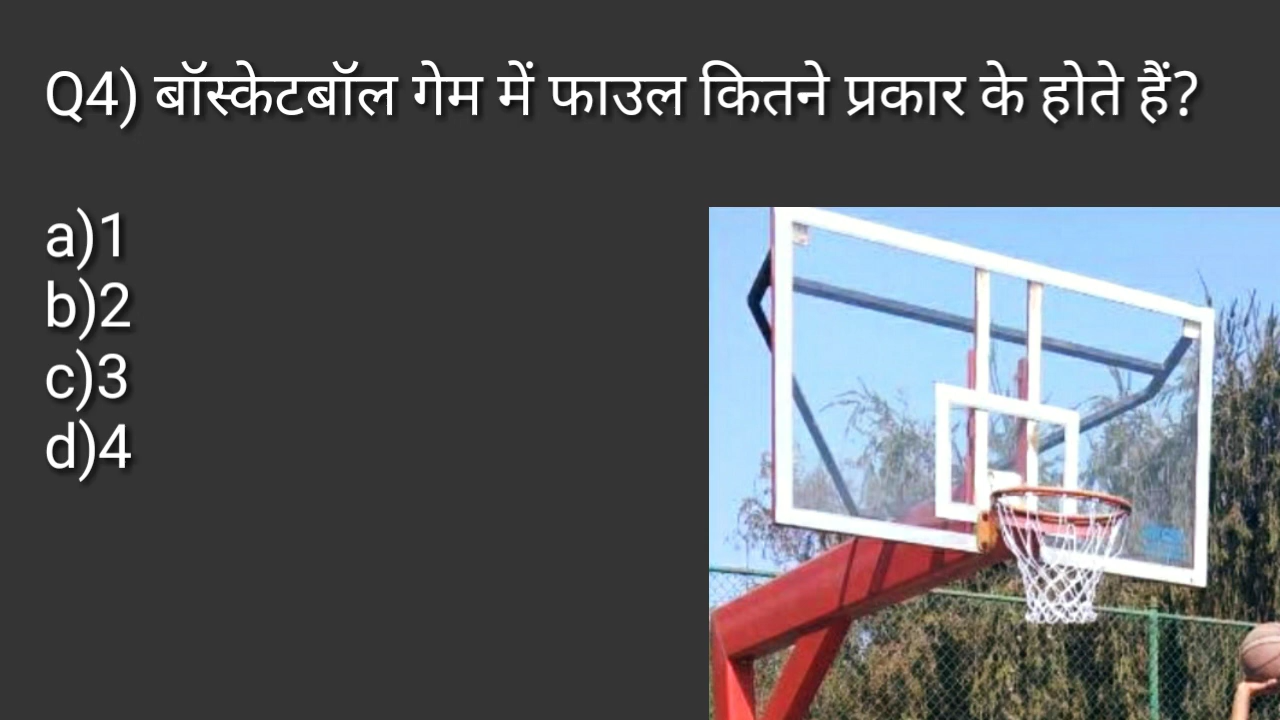 Q4) बॉस्केटबॉल गेम में फाउल कितने प्रकार के होते हैं?
a)1
b)2
c)3
d)4